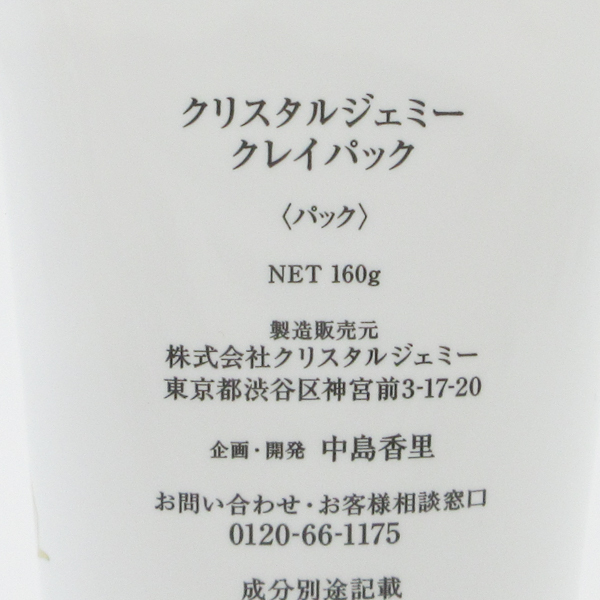 クリスタルジェミー
クレイパック
〈パック〉
NET 160g
製造販売元
株式会社クリスタルジェミー
東京都渋谷区神宮前3-17-20
企画・開発 中島香里
お問い合わせ・お客様相談窓口
0120-66-1175
成分別途記載